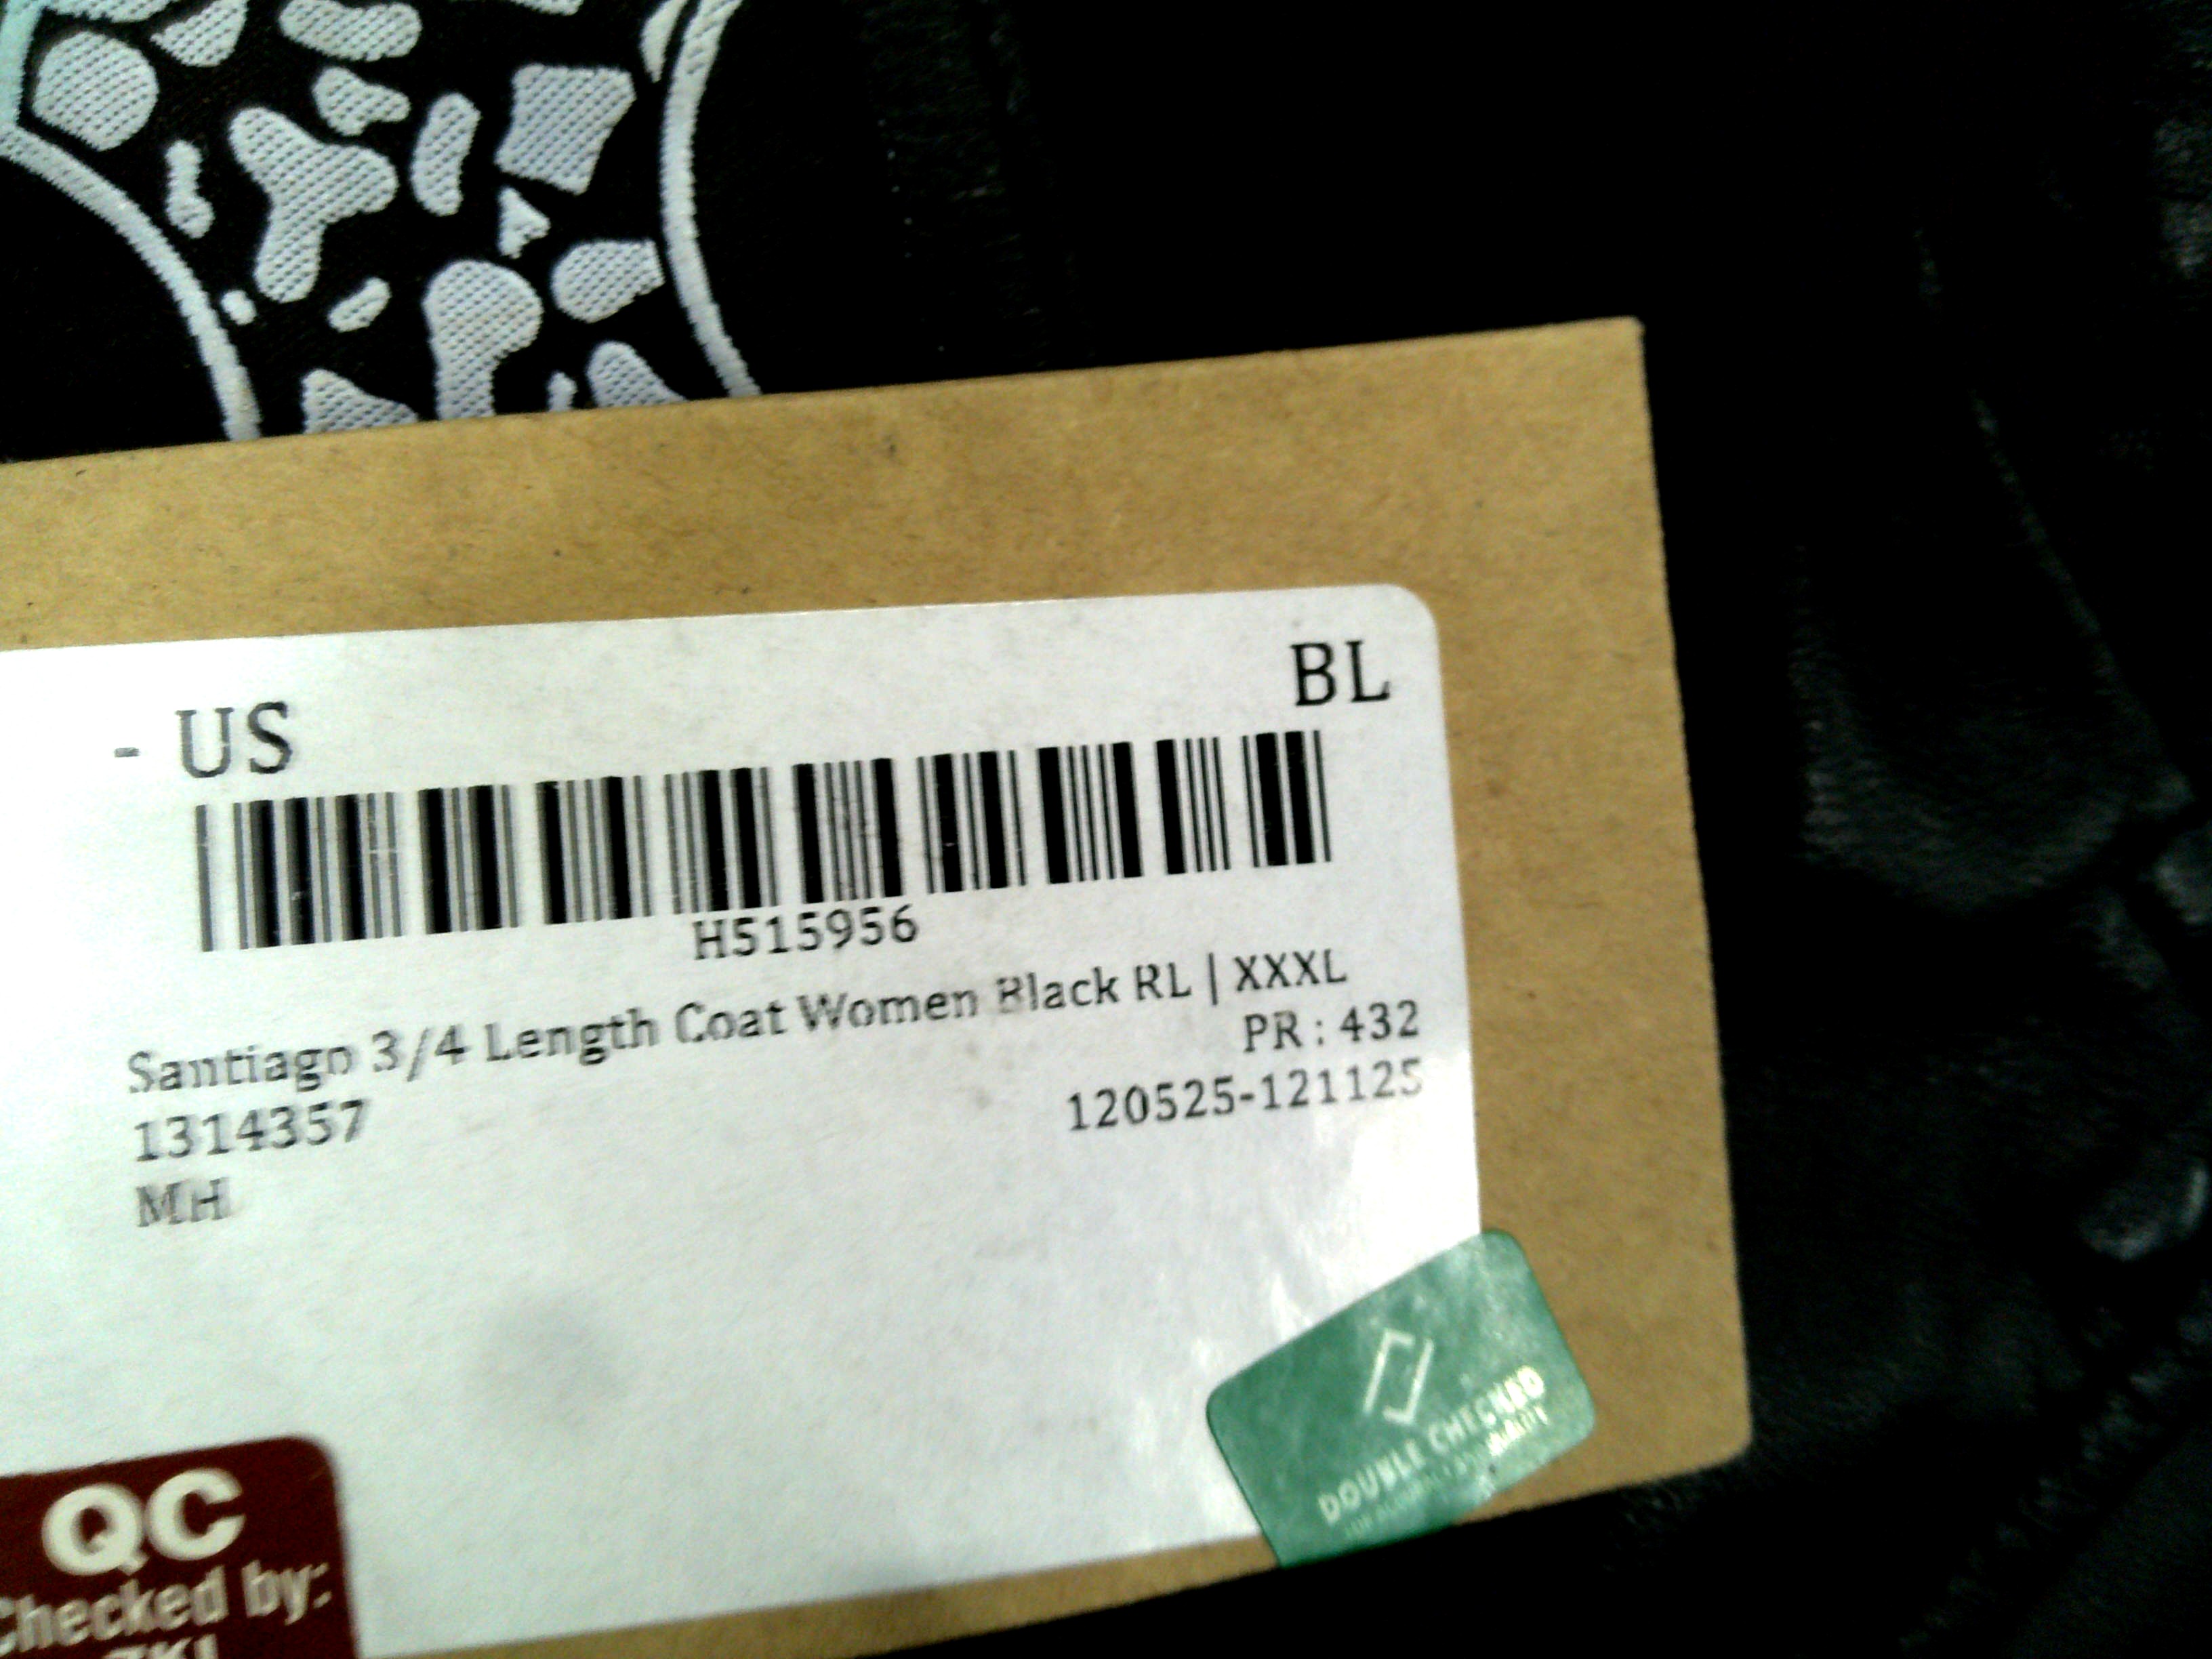 - US
BL
H515956
Santiago 3/4 Length Coat Women Black RL | XXXL
PR : 432
1314357
120525-121125
MH
DOUBLE CHECKED
QC
Checked by: